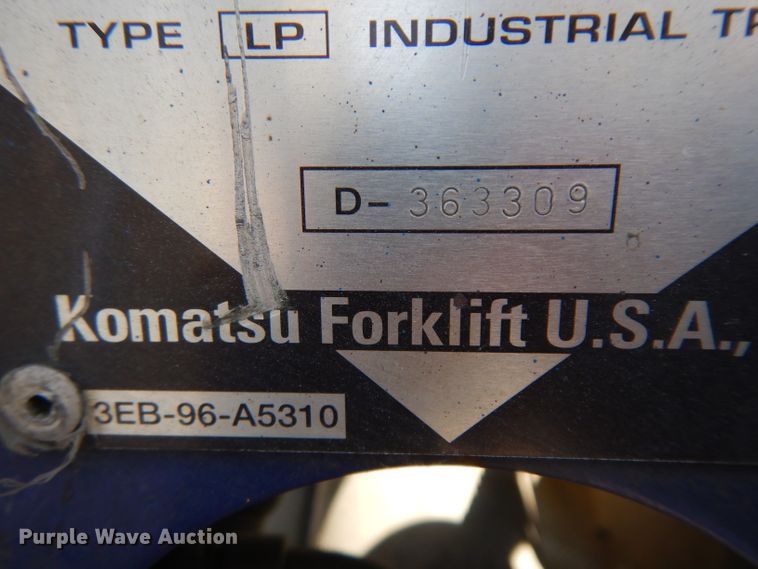 TYPE LP INDUSTRIAL
D- 363309
Komatsu Forklift U.S.A.,
3EB-96-A5310
Purple Wave Auction